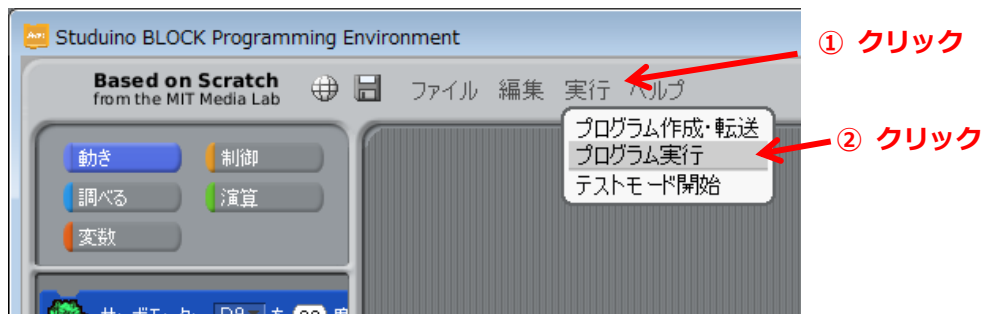 Studuino BLOCK Programming Environment
① クリック
Based on Scratch
from the MIT Media Lab
ファイル 編集 実行 ヘルプ
プログラム作成・転送
プログラム実行
② クリック
テストモード開始
動き 制御
調べる 演算
変数